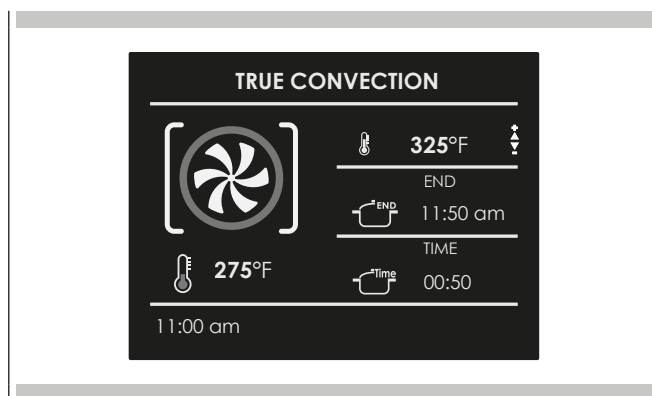 TRUE CONVECTION
325°F
END
END
11:50 am
TIME
275°F
Time
00:50
11:00 am